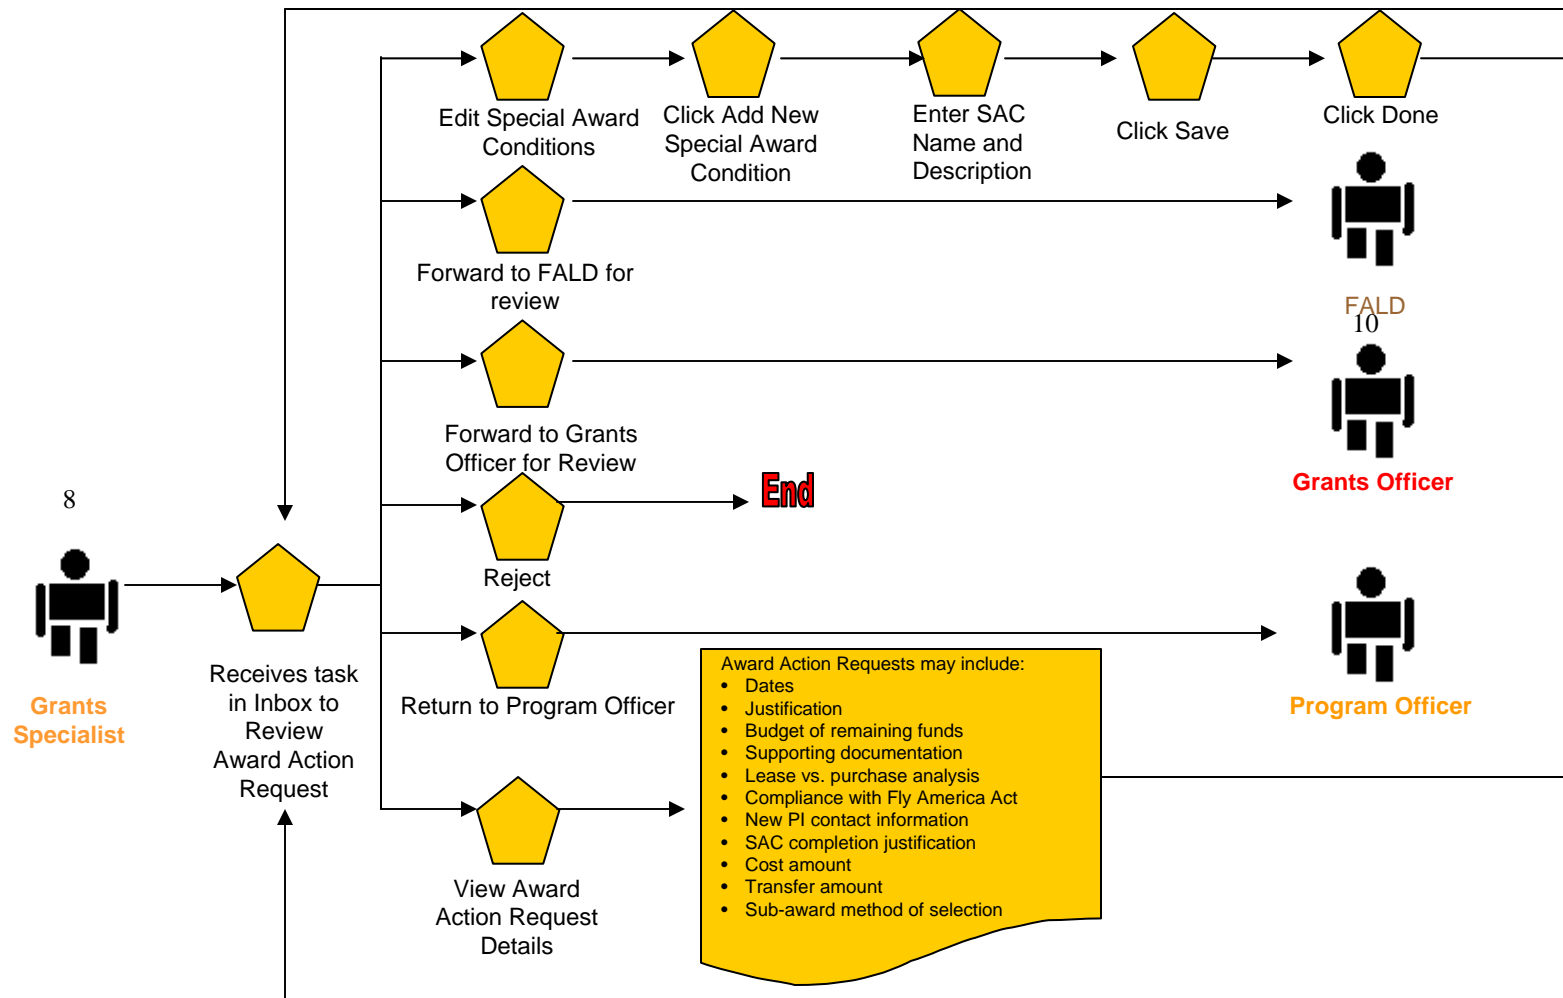 Edit Special Award
Conditions
Click Add New
Special Award
Condition
Enter SAC
Name and
Description
Click Save
Click Done
Forward to FALD for
review
FALD
10
Forward to Grants
Officer for Review
Grants Officer
End
8
Reject
Grants
Specialist
Receives task
in Inbox to
Review
Award Action
Request
Return to Program Officer
Program Officer
Award Action Requests may include:
• Dates
• Justification
• Budget of remaining funds
• Supporting documentation
• Lease vs. purchase analysis
• Compliance with Fly America Act
• New PI contact information
• SAC completion justification
• Cost amount
• Transfer amount
• Sub-award method of selection
View Award
Action Request
Details